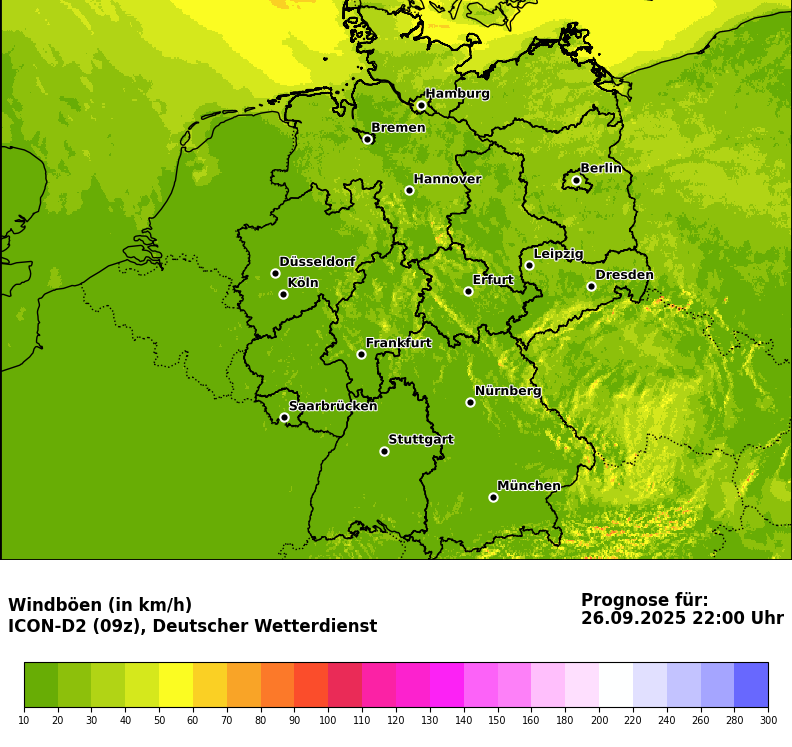 Hamburg
Bremen
Berlin
Hannover
Leipzig
Düsseldorf
Dresden
Köln
Erfurt
Frankfurt
Nürnberg
Saarbrücken
Stuttgart
München
Windböen (in km/h)
ICON-D2 (09z), Deutscher Wetterdienst
Prognose für:
26.09.2025 22:00 Uhr
10 20 30 40 50 60 70 80 90 100 110 120 130 140 150 160 180 200 220 240 260 280 300